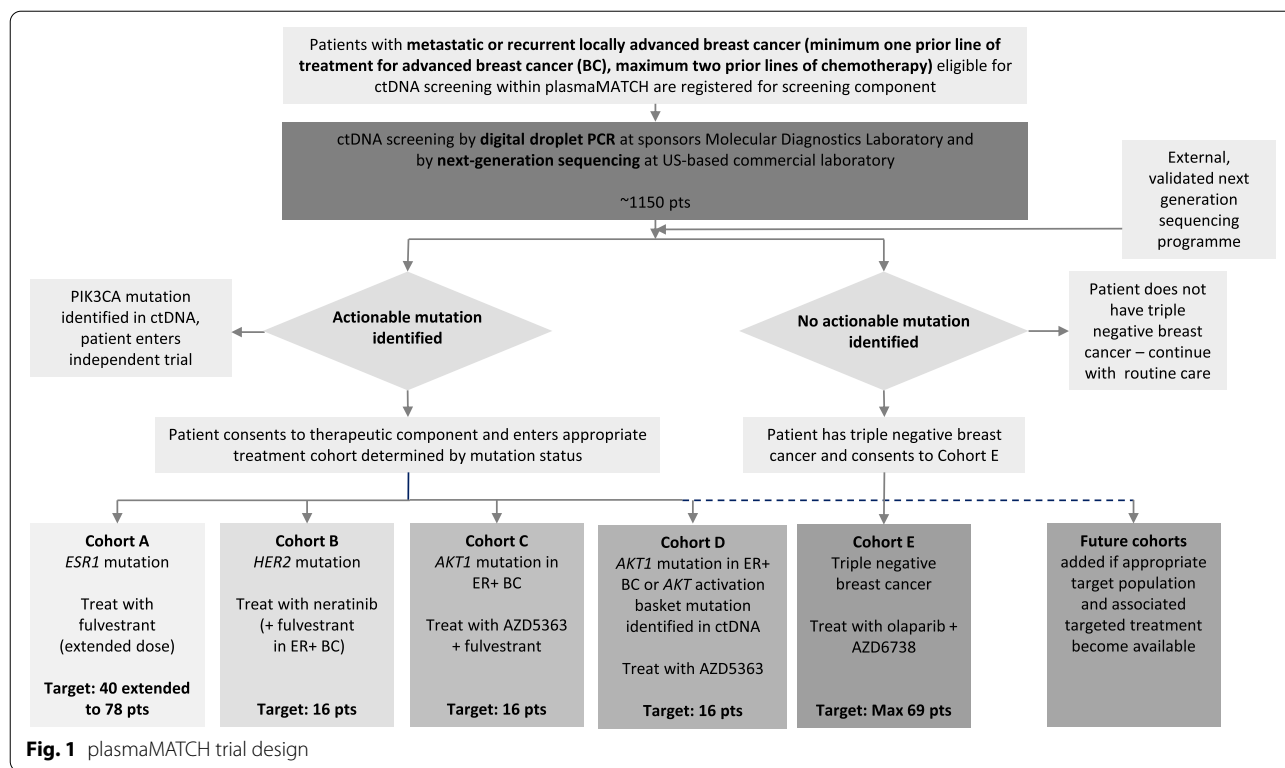 Patients with metastatic or recurrent locally advanced breast cancer (minimum one prior line of
treatment for advanced breast cancer (BC), maximum two prior lines of chemotherapy) eligible for
ctDNA screening within plasmaMATCH are registered for screening component
ctDNA screening by digital droplet PCR at sponsors Molecular Diagnostics Laboratory and
by next-generation sequencing at US-based commercial laboratory
~1150 pts
External,
validated next
generation
sequencing
programme
PIK3CA mutation
identified in ctDNA,
patient enters
independent trial
Actionable mutation
identified
No actionable mutation
identified
Patient does not
have triple
negative breast
cancer – continue
with routine care
Patient consents to therapeutic component and enters appropriate
treatment cohort determined by mutation status
Patient has triple negative breast
cancer and consents to Cohort E
Cohort A
ESR1 mutation
Treat with
fulvestrant
(extended dose)
Target: 40 extended
to 78 pts
Cohort B
HER2 mutation
Treat with neratinib
(+ fulvestrant
in ER+ BC)
Target: 16 pts
Cohort C
AKT1 mutation in
ER+ BC
Treat with AZD5363
+ fulvestrant
Target: 16 pts
Cohort D
AKT1 mutation in ER+
BC or AKT activation
basket mutation
identified in ctDNA
Treat with AZD5363
Target: 16 pts
Cohort E
Triple negative
breast cancer
Treat with olaparib +
AZD6738
Target: Max 69 pts
Future cohorts
added if appropriate
target population
and associated
targeted treatment
become available
Fig. 1 plasmaMATCH trial design